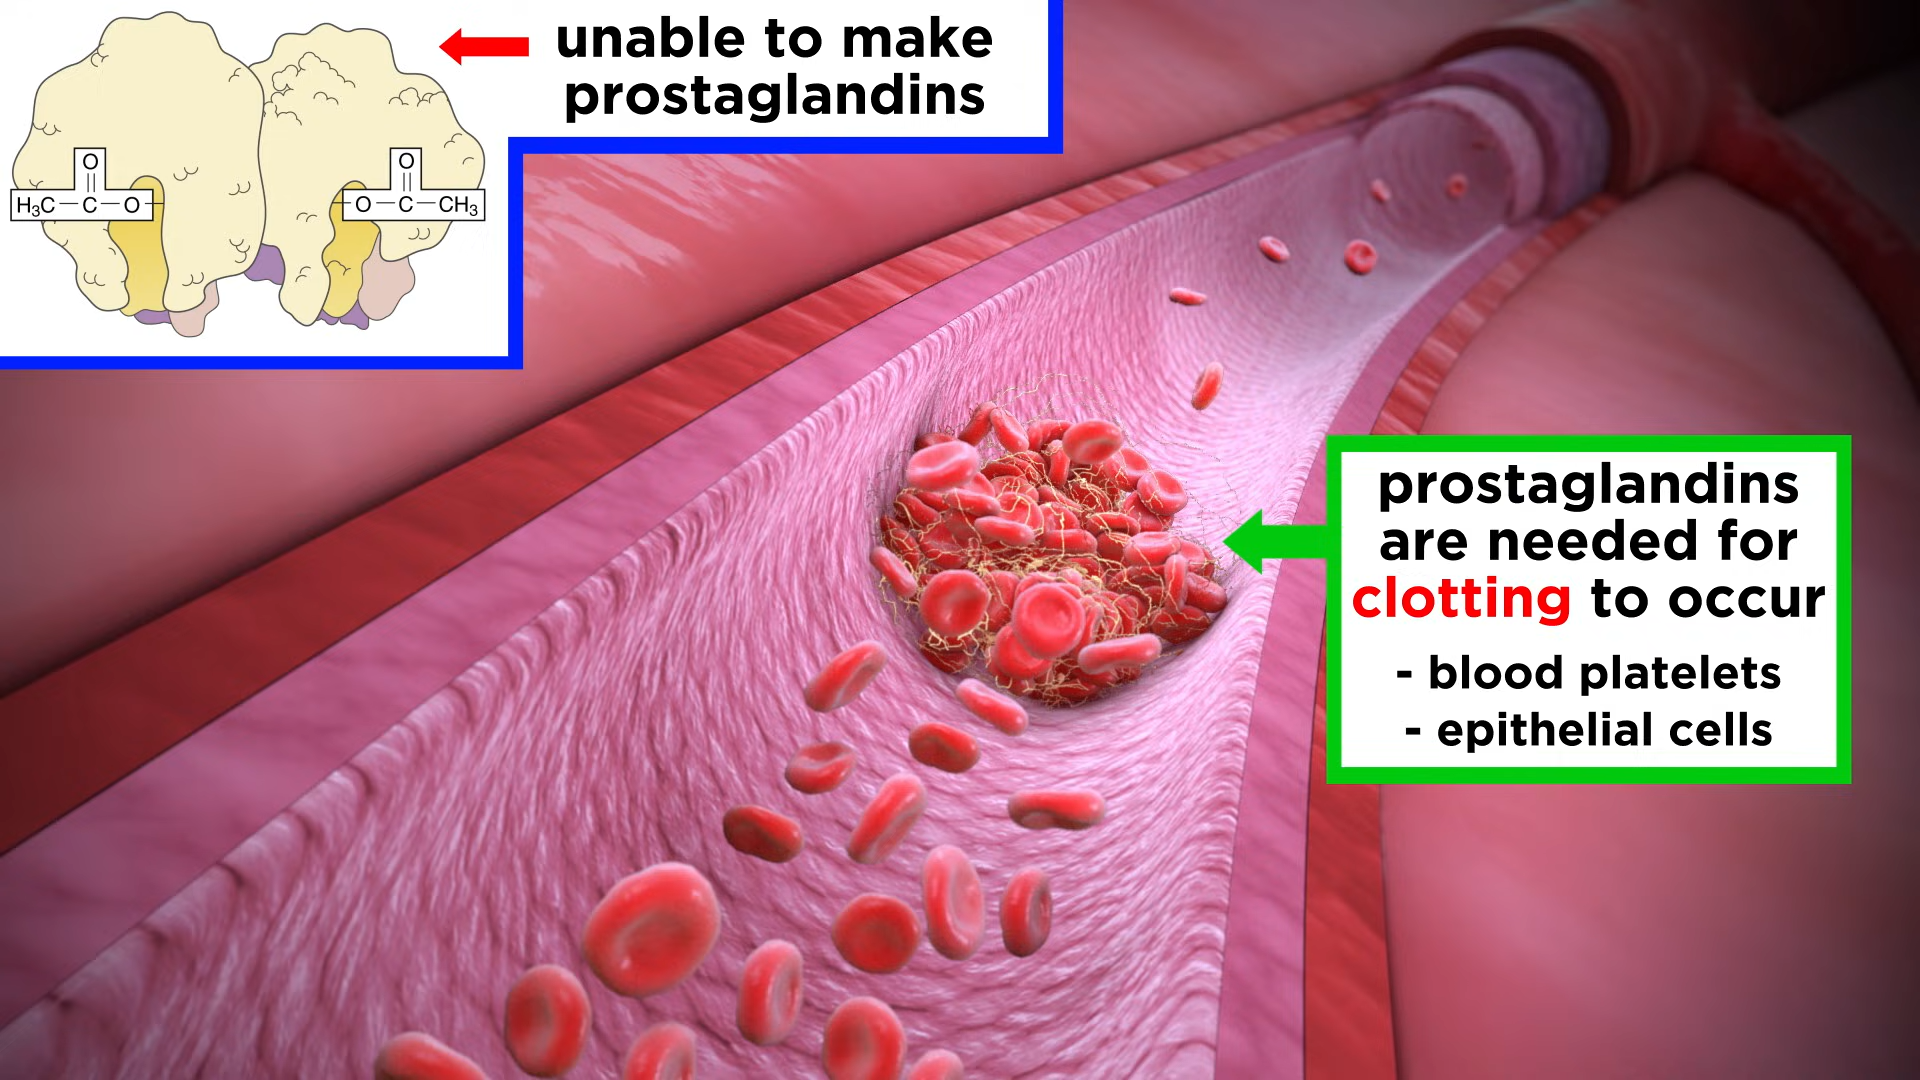 unable to make
prostaglandins
O
O
H₃C—C—O
O—C—CH₃
prostaglandins
are needed for
clotting to occur
- blood platelets
- epithelial cells